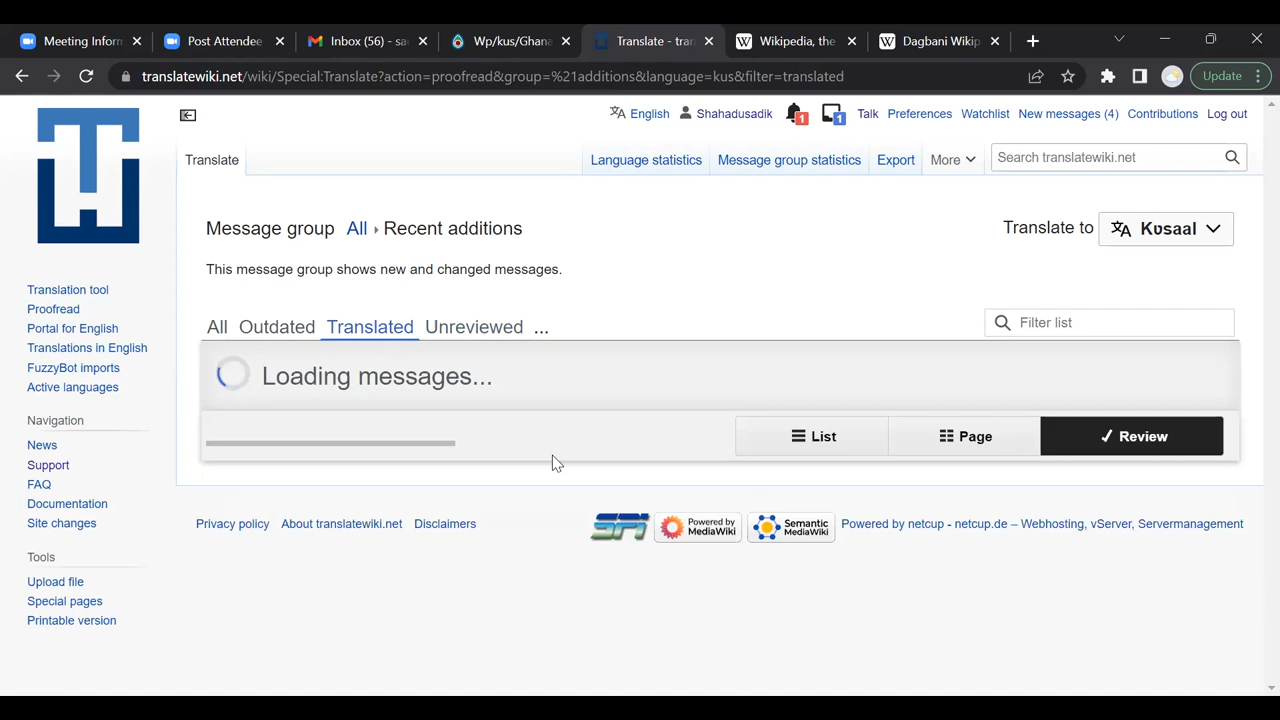 Meeting Inforn
Post Attendee
Inbox (56) - sa
Wp/kus/Ghana
Translate - tran
Wikipedia, the
Dagbani Wikip
translatewiki.net/wiki/Special:Translate?action=proofread&group=%21additions&language=kus&filter=translated
Update
English
Shahadusadik
1
1
Talk
Preferences
Watchlist
New messages (4)
Contributions
Log out
Translate
Language statistics
Message group statistics
Export
More
Search translatewiki.net
Message group All Recent additions
Translate to
Kʋsaal
This message group shows new and changed messages.
All Outdated Translated Unreviewed ...
Filter list
Loading messages...
List
Page
Review
Translation tool
Proofread
Portal for English
Translations in English
FuzzyBot imports
Active languages
Navigation
News
Support
FAQ
Documentation
Site changes
Tools
Upload file
Special pages
Printable version
Privacy policy
About translatewiki.net
Disclaimers
SPI
Powered by
MediaWiki
Semantic
MediaWiki
Powered by netcup - netcup.de – Webhosting, vServer, Servermanagement